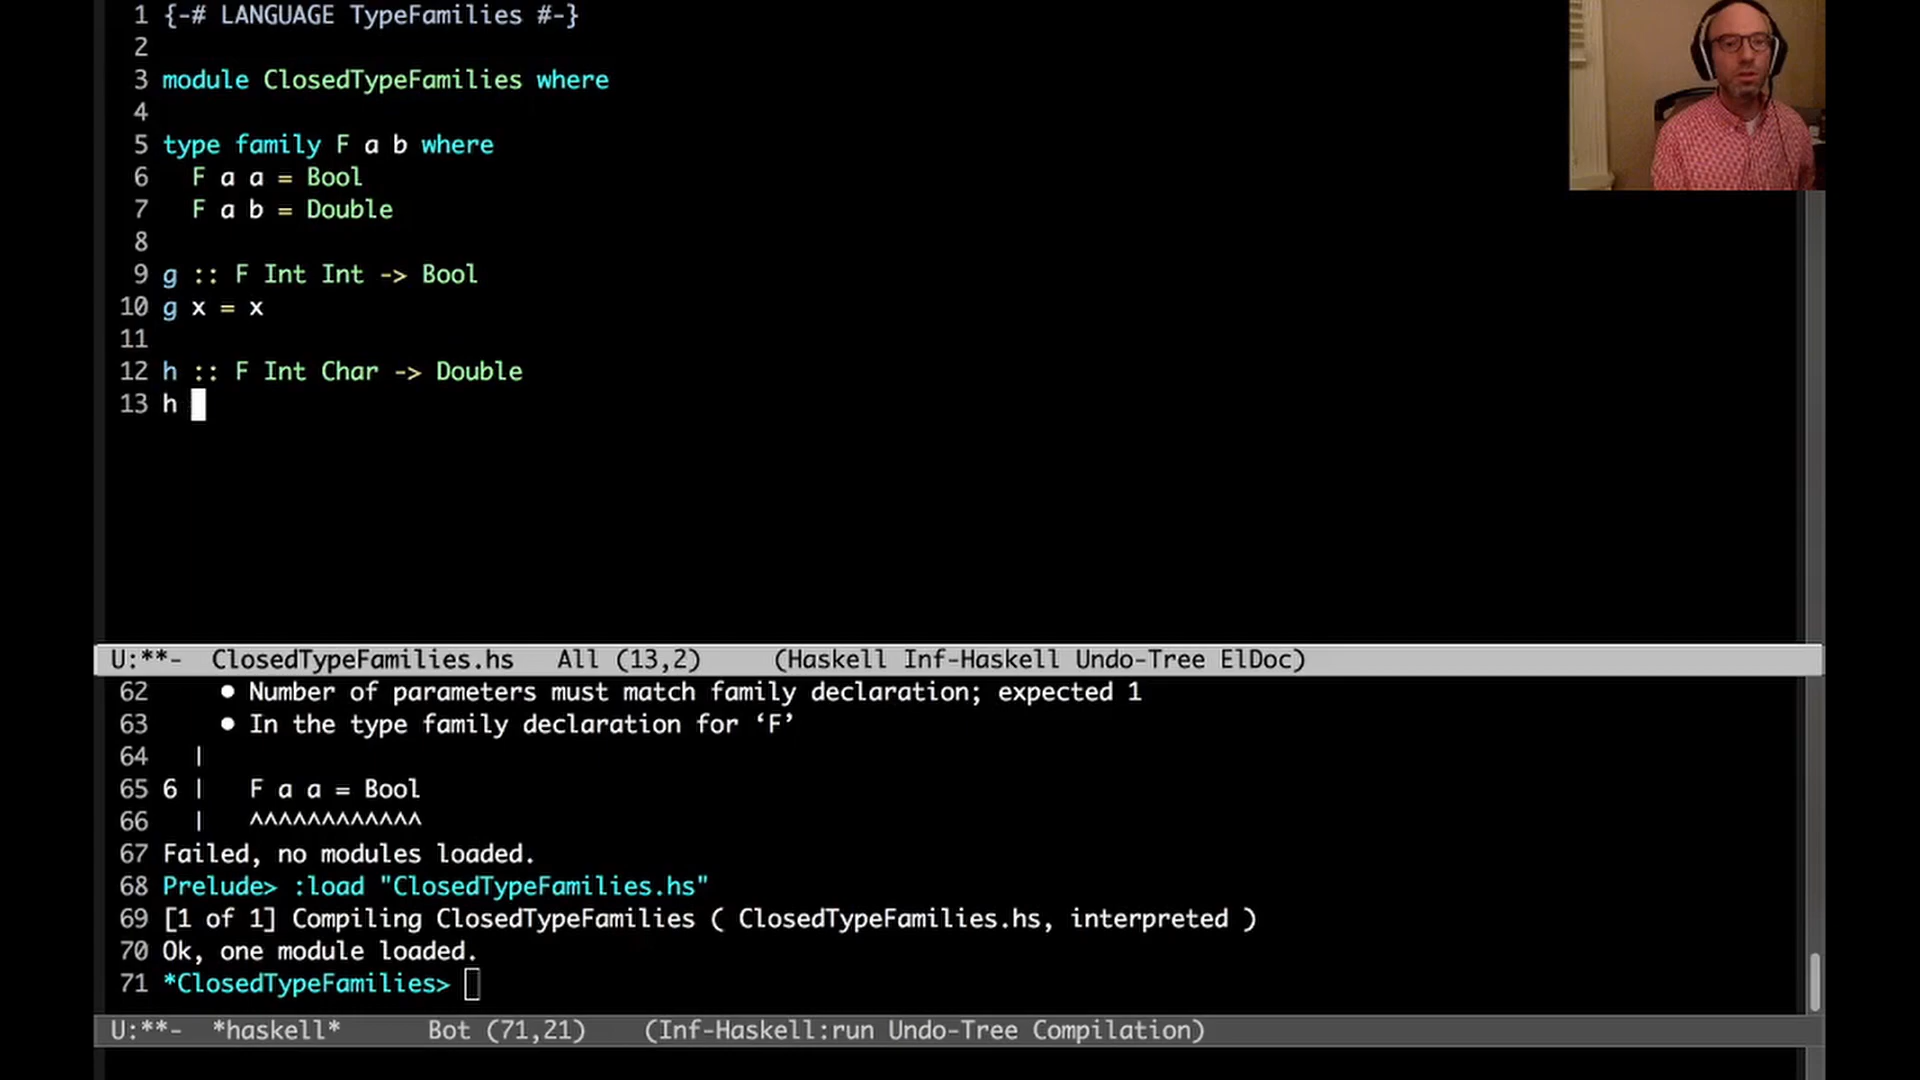 1 {-# LANGUAGE TypeFamilies #-}
2
3 module ClosedTypeFamilies where
4
5 type family F a b where
6   F a a = Bool
7   F a b = Double
8
9 g :: F Int Int -> Bool
10 g x = x
11
12 h :: F Int Char -> Double
13 h
U:**-  ClosedTypeFamilies.hs   All (13,2)     (Haskell Inf-Haskell Undo-Tree ElDoc)
62     • Number of parameters must match family declaration; expected 1
63     • In the type family declaration for ‘F’
64   |
65 6 |   F a a = Bool
66   |   ^^^^^^^^^^^^
67 Failed, no modules loaded.
68 Prelude> :load "ClosedTypeFamilies.hs"
69 [1 of 1] Compiling ClosedTypeFamilies ( ClosedTypeFamilies.hs, interpreted )
70 Ok, one module loaded.
71 *ClosedTypeFamilies>
U:**-  *haskell*      Bot (71,21)    (Inf-Haskell:run Undo-Tree Compilation)